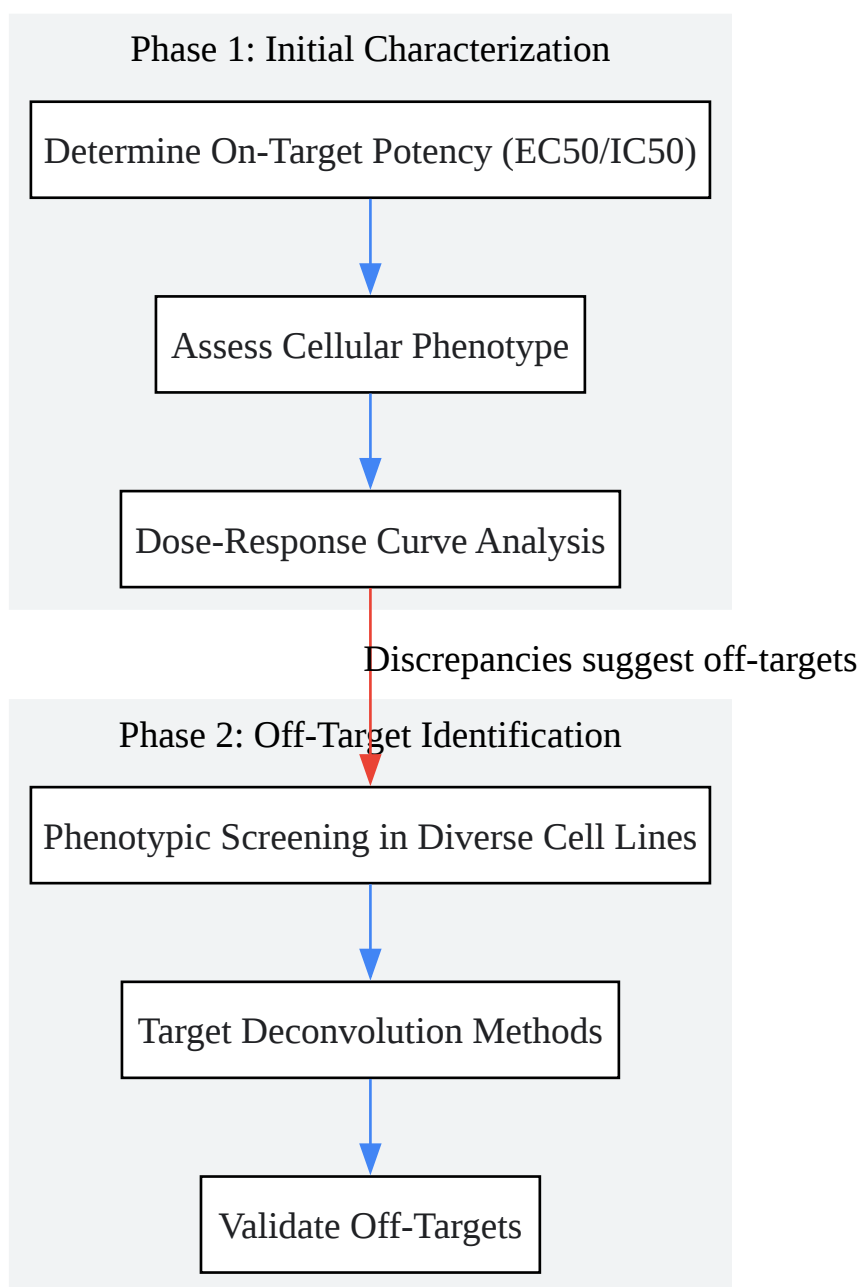 Phase 1: Initial Characterization
Determine On-Target Potency (EC50/IC50)
Assess Cellular Phenotype
Dose-Response Curve Analysis
Discrepancies suggest off-targets
Phase 2: Off-Target Identification
Phenotypic Screening in Diverse Cell Lines
Target Deconvolution Methods
Validate Off-Targets